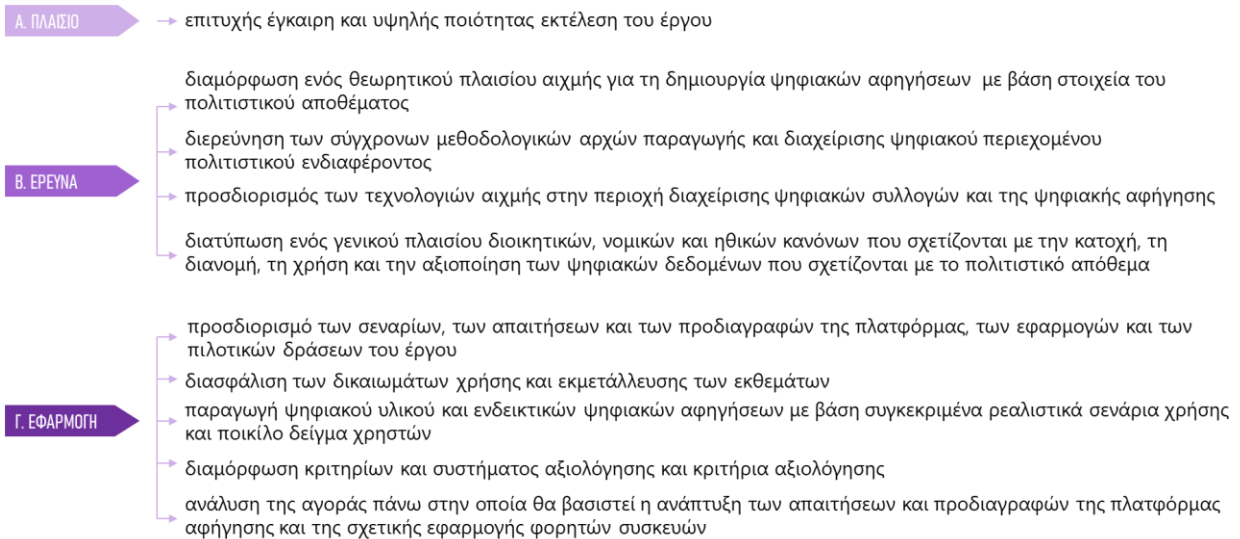 Α. ΠΛΑΙΣΙΟ
επιτυχής έγκαιρη και υψηλής ποιότητας εκτέλεση του έργου
διαμόρφωση ενός θεωρητικού πλαισίου αιχμής για τη δημιουργία ψηφιακών αφηγήσεων με βάση στοιχεία του
πολιτιστικού αποθέματος
διερεύνηση των σύγχρονων μεθοδολογικών αρχών παραγωγής και διαχείρισης ψηφιακού περιεχομένου
πολιτιστικού ενδιαφέροντος
Β. ΕΡΕΥΝΑ
προσδιορισμός των τεχνολογιών αιχμής στην περιοχή διαχείρισης ψηφιακών συλλογών και της ψηφιακής αφήγησης
διατύπωση ενός γενικού πλαισίου διοικητικών, νομικών και ηθικών κανόνων που σχετίζονται με την κατοχή, τη
διανομή, τη χρήση και την αξιοποίηση των ψηφιακών δεδομένων που σχετίζονται με το πολιτιστικό απόθεμα
προσδιορισμό των σεναρίων, των απαιτήσεων και των προδιαγραφών της πλατφόρμας, των εφαρμογών και των
πιλοτικών δράσεων του έργου
διασφάλιση των δικαιωμάτων χρήσης και εκμετάλλευσης των εκθεμάτων
Γ. ΕΦΑΡΜΟΓΗ
παραγωγή ψηφιακού υλικού και ενδεικτικών ψηφιακών αφηγήσεων με βάση συγκεκριμένα ρεαλιστικά σενάρια χρήσης
και ποικίλο δείγμα χρηστών
διαμόρφωση κριτηρίων και συστήματος αξιολόγησης και κριτήρια αξιολόγησης
ανάλυση της αγοράς πάνω στην οποία θα βασιστεί η ανάπτυξη των απαιτήσεων και προδιαγραφών της πλατφόρμας
αφήγησης και της σχετικής εφαρμογής φορητών συσκευών